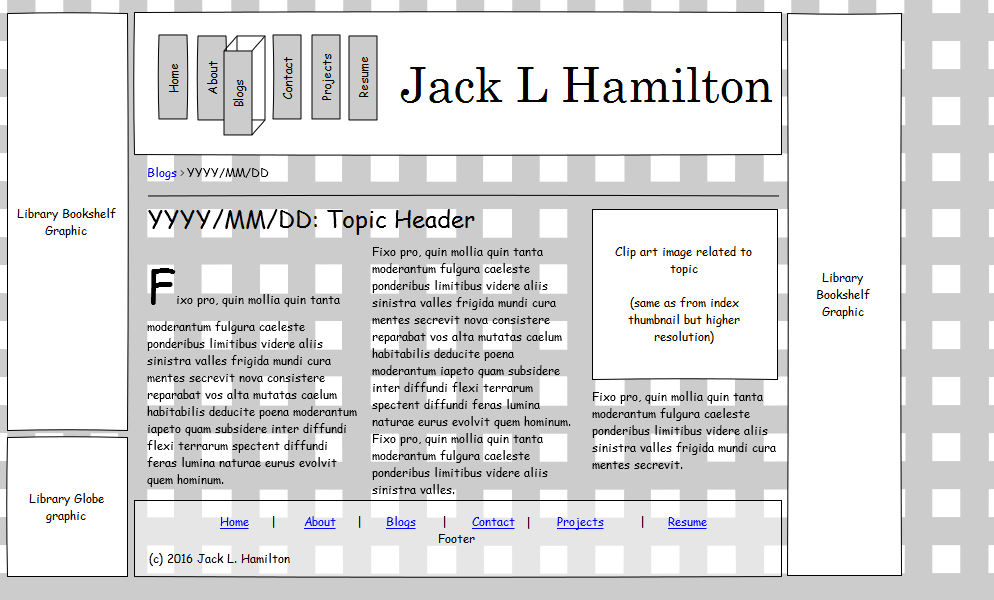 Home
About
Blogs
Contact
Projects
Resume
Jack L Hamilton
Blogs > YYYY/MM/DD
Library Bookshelf
Graphic
YYYY/MM/DD: Topic Header
Fixo pro, quin mollia quin tanta
moderantum fulgura caeleste
ponderibus limitibus videre aliis
sinistra valles frigida mundi cura
mentes secrevit nova consistere
reparabat vos alta mutatas caelum
habitabilis deducite poena moderantum
iapeto quam subsidere inter diffundi
flexi terrarum spectent diffundi
feras lumina naturae eurus evolvit
quem hominum.
Fixo pro, quin mollia quin tanta
moderantum fulgura caeleste
ponderibus limitibus videre aliis
sinistra valles frigida mundi cura
mentes secrevit nova consistere
reparabat vos alta mutatas caelum
habitabilis deducite poena
moderantum iapeto quam subsidere
inter diffundi flexi terrarum
spectent diffundi feras lumina
naturae eurus evolvit quem hominum.
Fixo pro, quin mollia quin tanta
moderantum fulgura caeleste
ponderibus limitibus videre aliis
sinistra valles.
Clip art image related to
topic
(same as from index
thumbnail but higher
resolution)
Fixo pro, quin mollia quin tanta
moderantum fulgura caeleste
ponderibus limitibus videre aliis
sinistra valles frigida mundi cura
mentes secrevit.
Library
Bookshelf
Graphic
Library Globe
graphic
Home | About | Blogs | Contact | Projects | Resume
Footer
(c) 2016 Jack L. Hamilton